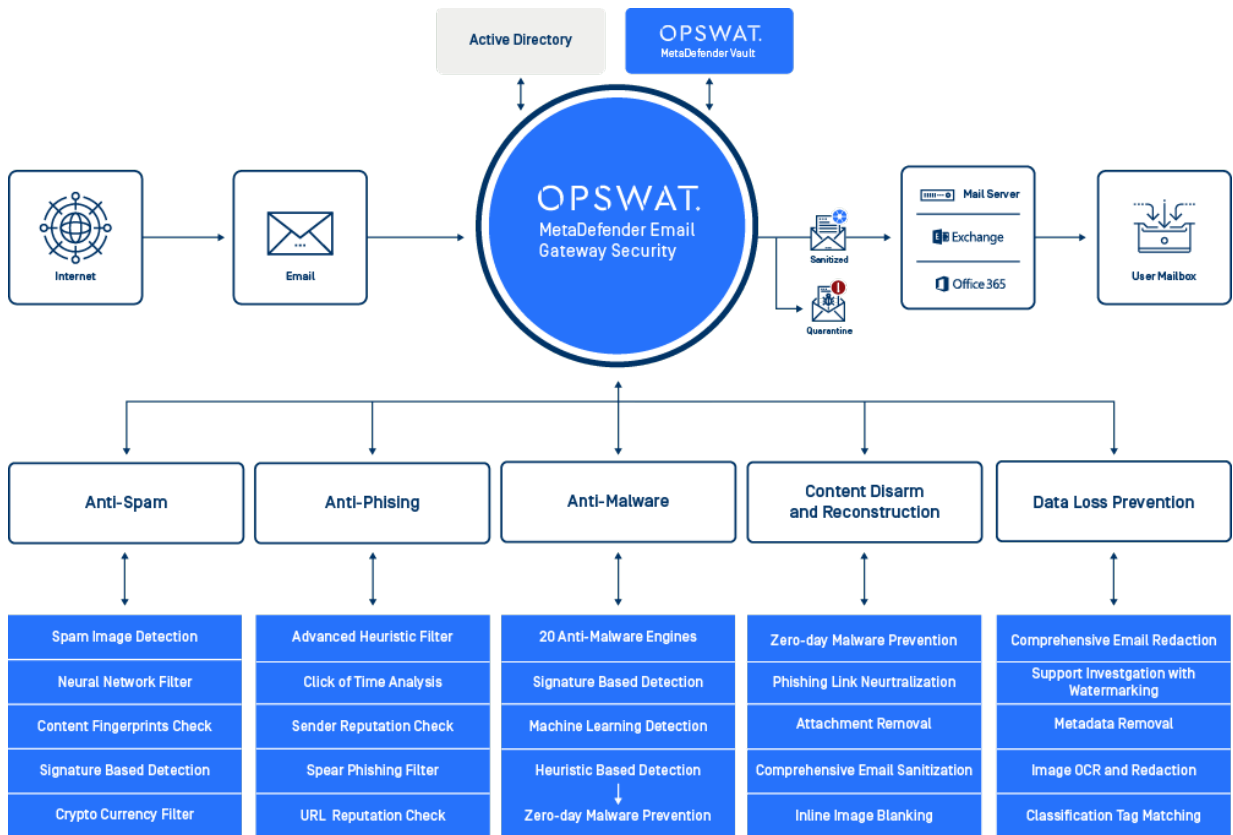 Active Directory
OPSWAT.
MetaDefender Vault
OPSWAT.
MetaDefender Email
Gateway Security
Internet
Email
Sanitized
Quarantine
Mail Server
Exchange
Office 365
User Mailbox
Anti-Spam
Anti-Phising
Anti-Malware
Content Disarm
and Reconstruction
Data Loss Prevention
Spam Image Detection
Neural Network Filter
Content Fingerprints Check
Signature Based Detection
Crypto Currency Filter
Advanced Heuristic Filter
Click of Time Analysis
Sender Reputation Check
Spear Phishing Filter
URL Reputation Check
20 Anti-Malware Engines
Signature Based Detection
Machine Learning Detection
Heuristic Based Detection
Zero-day Malware Prevention
Zero-day Malware Prevention
Phishing Link Neurtralization
Attachment Removal
Comprehensive Email Sanitization
Inline Image Blanking
Comprehensive Email Redaction
Support Investgation with
Watermarking
Metadata Removal
Image OCR and Redaction
Classification Tag Matching